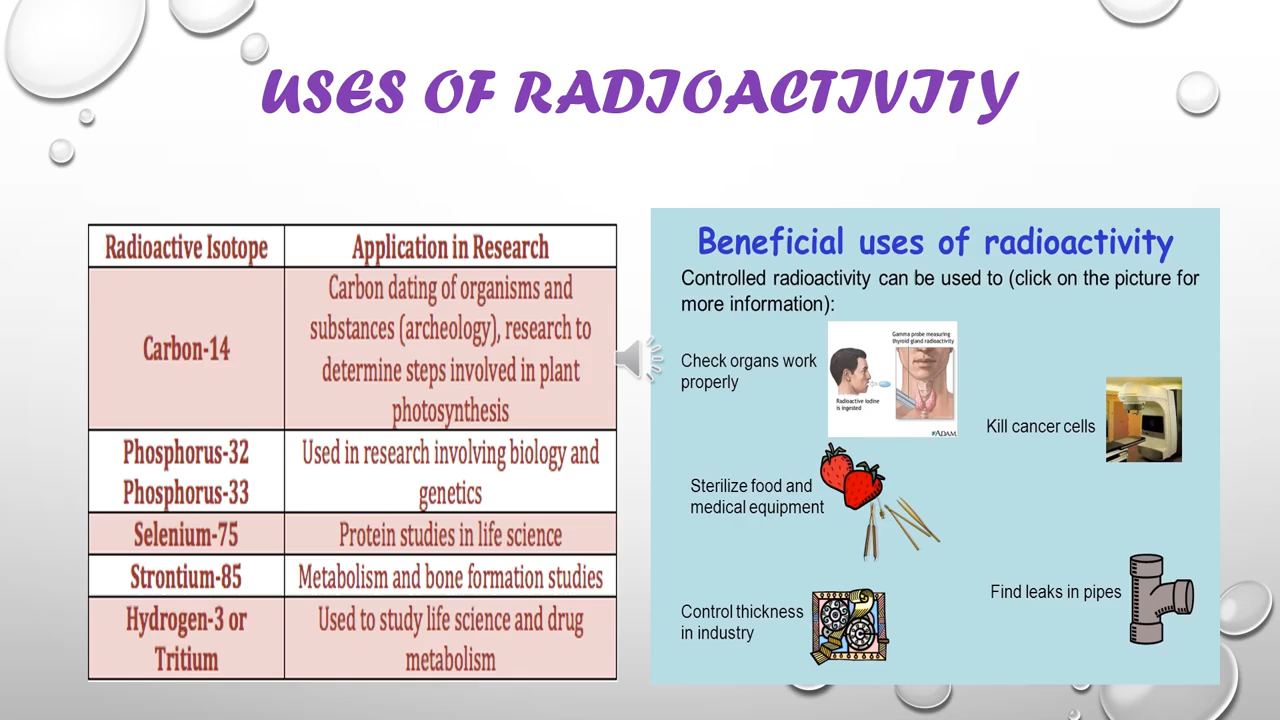 USES OF RADIOACTIVITY
Radioactive Isotope
Application in Research
Carbon-14
Carbon dating of organisms and
substances (archeology), research to
determine steps involved in plant
photosynthesis
Phosphorus-32
Phosphorus-33
Used in research involving biology and
genetics
Selenium-75
Protein studies in life science
Strontium-85
Metabolism and bone formation studies
Hydrogen-3 or
Tritium
Used to study life science and drug
metabolism
Beneficial uses of radioactivity
Controlled radioactivity can be used to (click on the picture for
more information):
Check organs work
properly
Gamma probe measuring
thyroid gland radioactivity
Radioactive iodine
is ingested
ADAM
Kill cancer cells
Sterilize food and
medical equipment
Find leaks in pipes
Control thickness
in industry